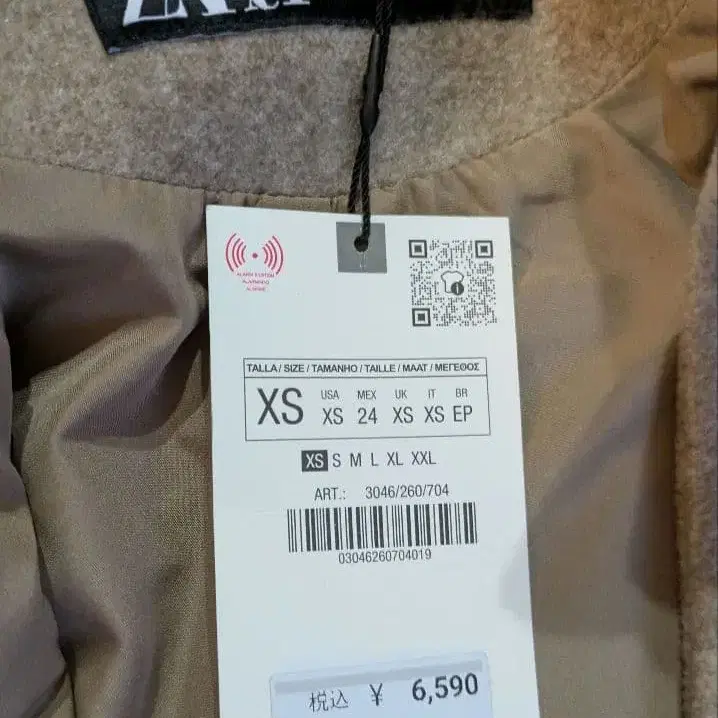 ZARA
TALLA / SIZE / TAMANHO / TAILLE / MAAT / ΜΕΓΕΘΟΣ
XS
USA MEX UK IT BR
XS 24 XS XS EP
XS S M L XL XXL
ART.: 3046/260/704
03046260704019
税込 ¥ 6,590